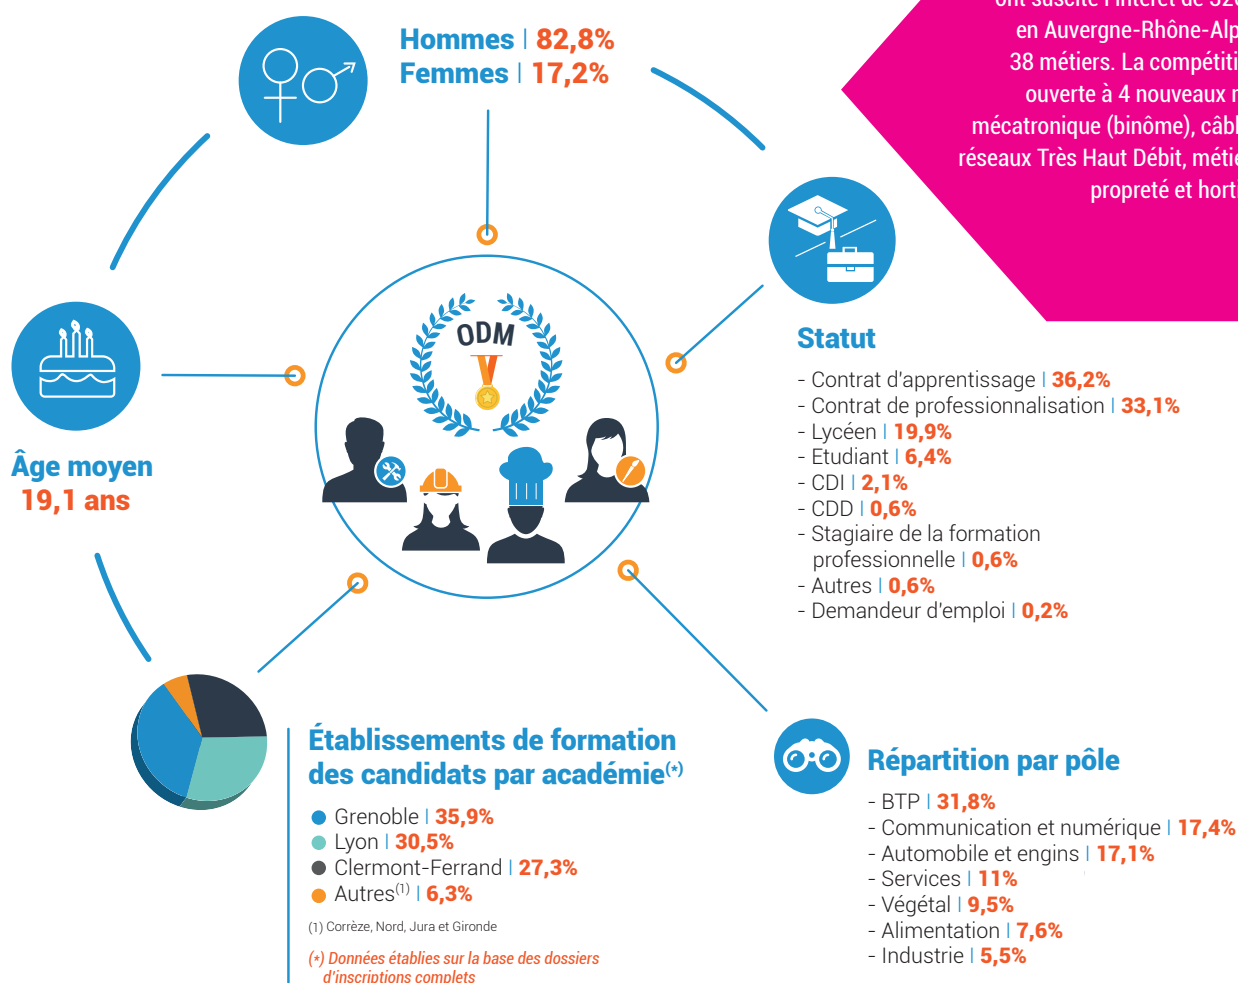 Hommes | 82,8%
Femmes | 17,2%
ont suscité l'intérêt de
en Auvergne-Rhône-Alp
38 métiers. La compétiti
ouverte à 4 nouveaux
mécatronique (binôme), câbl
réseaux Très Haut Débit, métie
propreté et horti
ODM
Âge moyen
19,1 ans
Statut
- Contrat d'apprentissage | 36,2%
- Contrat de professionnalisation | 33,1%
- Lycéen | 19,9%
- Etudiant | 6,4%
- CDI | 2,1%
- CDD | 0,6%
- Stagiaire de la formation
professionnelle | 0,6%
- Autres | 0,6%
- Demandeur d'emploi | 0,2%
Établissements de formation
des candidats par académie(*)
Grenoble | 35,9%
Lyon | 30,5%
Clermont-Ferrand | 27,3%
Autres(1) | 6,3%
(1) Corrèze, Nord, Jura et Gironde
(*) Données établies sur la base des dossiers
d'inscriptions complets
Répartition par pôle
- BTP | 31,8%
- Communication et numérique | 17,4%
- Automobile et engins | 17,1%
- Services | 11%
- Végétal | 9,5%
- Alimentation | 7,6%
- Industrie | 5,5%